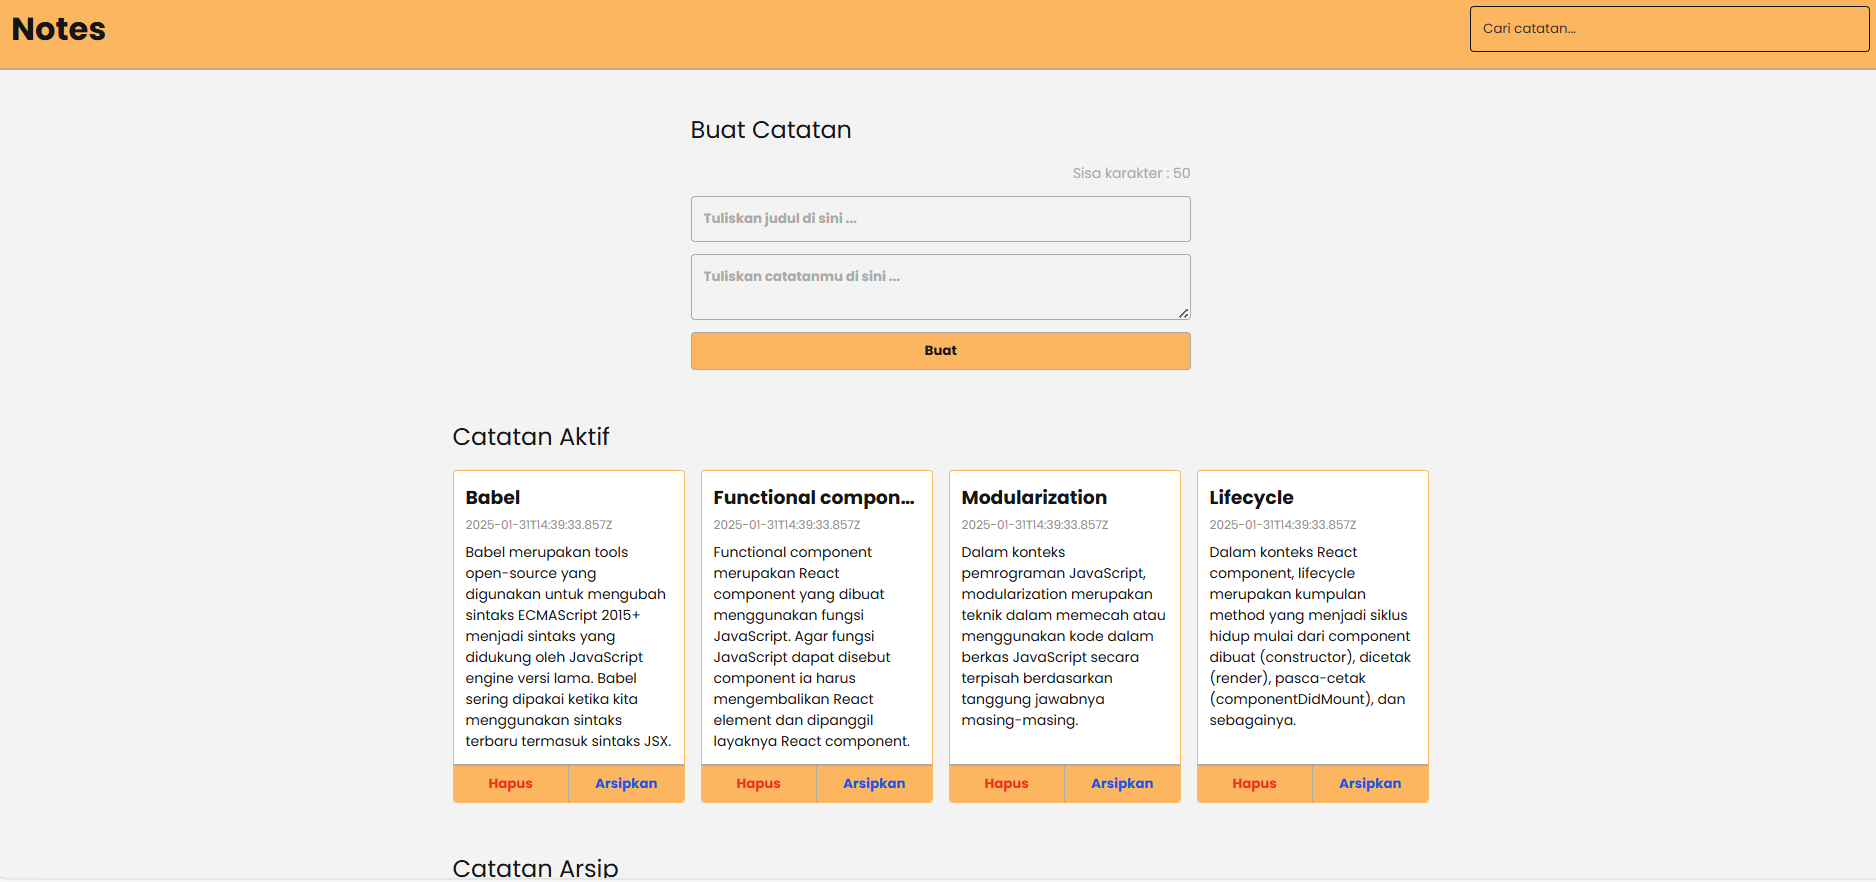 Notes
Cari catatan...
Buat Catatan
Sisa karakter : 50
Tuliskan judul di sini ...
Tuliskan catatanmu di sini ...
Buat
Catatan Aktif
Babel
2025-01-31T14:39:33.857Z
Babel merupakan tools
open-source yang
digunakan untuk mengubah
sintaks ECMAScript 2015+
menjadi sintaks yang
didukung oleh JavaScript
engine versi lama. Babel
sering dipakai ketika kita
menggunakan sintaks
terbaru termasuk sintaks JSX.
Hapus
Arsipkan
Functional compon...
2025-01-31T14:39:33.857Z
Functional component
merupakan React
component yang dibuat
menggunakan fungsi
JavaScript. Agar fungsi
JavaScript dapat disebut
component ia harus
mengembalikan React
element dan dipanggil
layaknya React component.
Hapus
Arsipkan
Modularization
2025-01-31T14:39:33.857Z
Dalam konteks
pemrograman JavaScript,
modularization merupakan
teknik dalam memecah atau
menggunakan kode dalam
berkas JavaScript secara
terpisah berdasarkan
tanggung jawabnya
masing-masing.
Hapus
Arsipkan
Lifecycle
2025-01-31T14:39:33.857Z
Dalam konteks React
component, lifecycle
merupakan kumpulan
method yang menjadi siklus
hidup mulai dari component
dibuat (constructor), dicetak
(render), pasca-cetak
(componentDidMount), dan
sebagainya.
Hapus
Arsipkan
Catatan Arsip